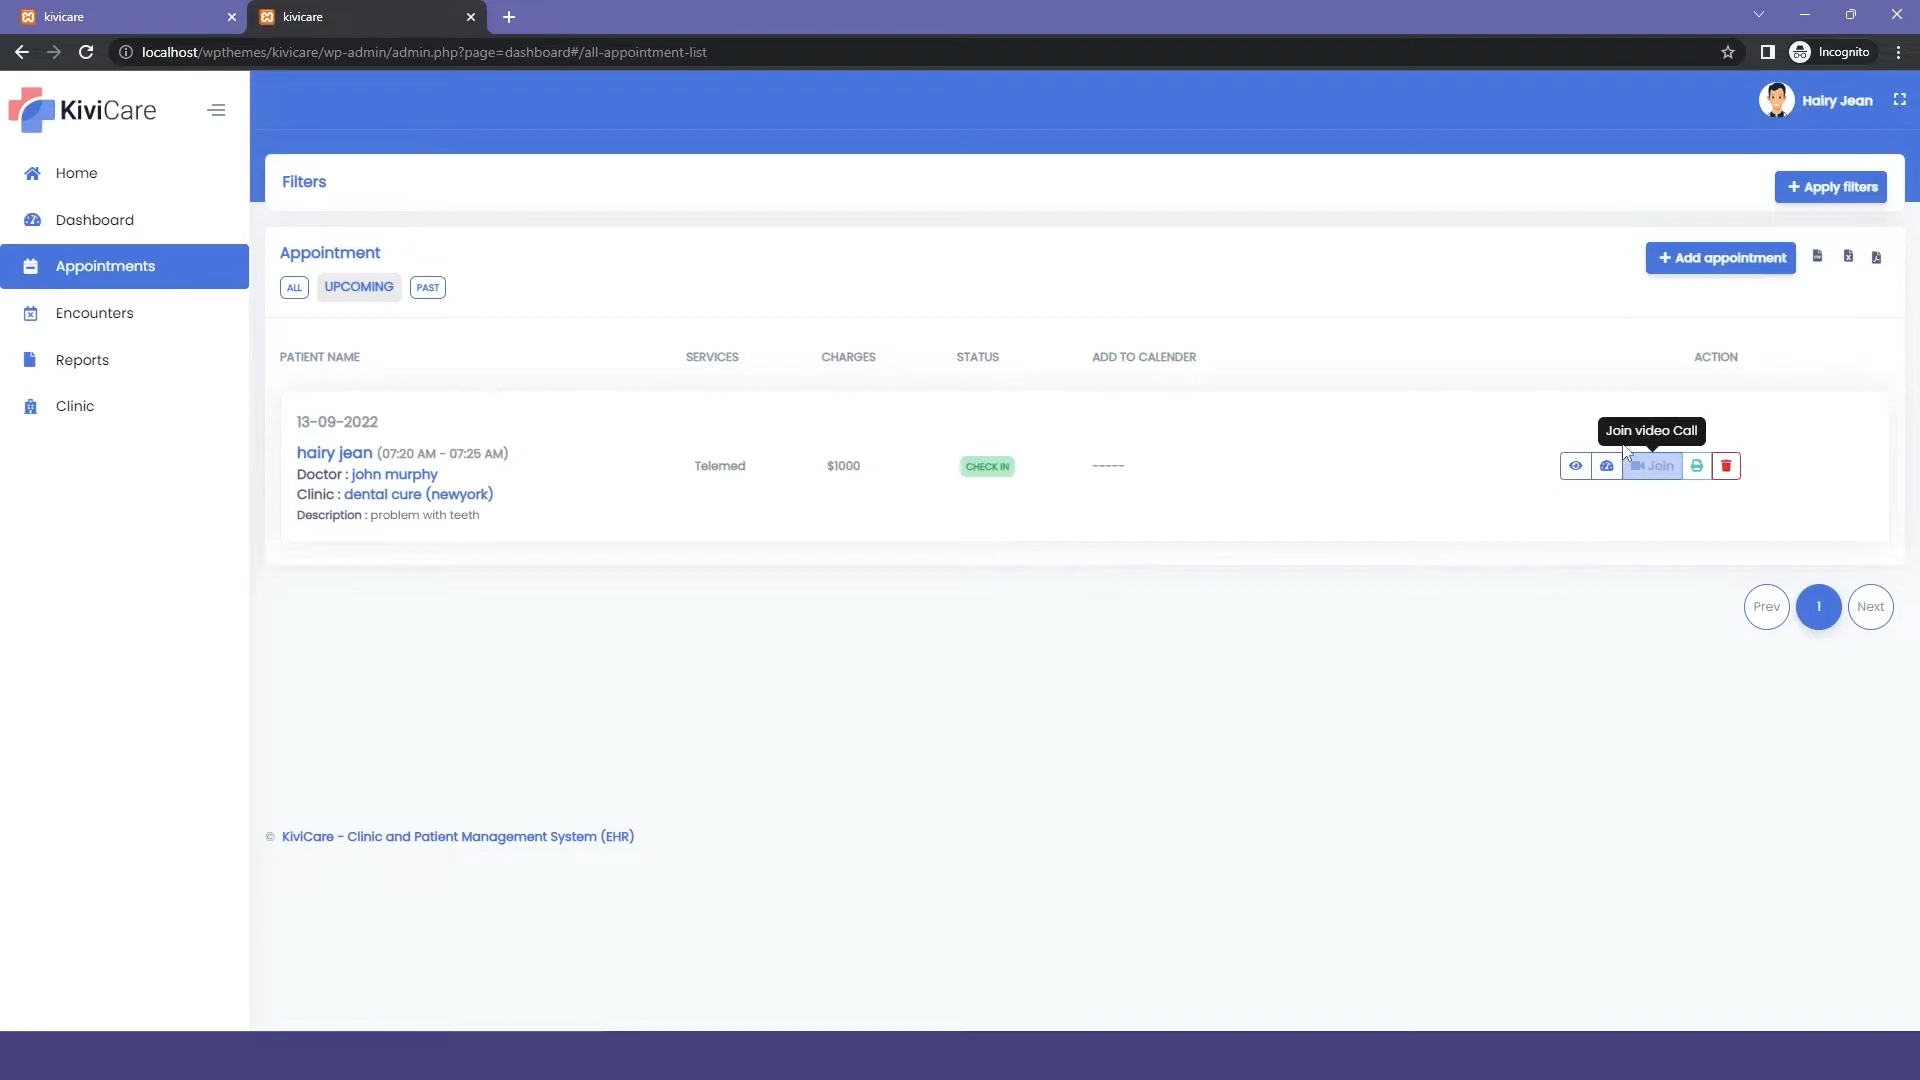 kivicare
kivicare
localhost/wpthemes/kivicare/wp-admin/admin.php?page=dashboard#/all-appointment-list
Incognito
KiviCare
Hairy Jean
Home
Dashboard
Appointments
Encounters
Reports
Clinic
Filters
+ Apply filters
Appointment
+ Add appointment
ALL
UPCOMING
PAST
PATIENT NAME
SERVICES
CHARGES
STATUS
ADD TO CALENDER
ACTION
13-09-2022
hairy jean (07:20 AM - 07:25 AM)
Doctor : john murphy
Clinic : dental cure (newyork)
Description : problem with teeth
Telemed
$1000
CHECK IN
-----
Join video Call
Join
Prev
1
Next
© KiviCare - Clinic and Patient Management System (EHR)